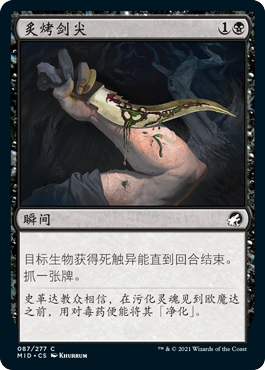 炙烤剑尖 1
瞬间
目标生物获得死触异能直到回合结束。
抓一张牌。
史革达教众相信，在污化灵魂见到欧魔达
之前，用对毒药便能将其「净化」。
087/277 C
MID • CS KHURRUM
™ & © 2021 Wizards of the Coast